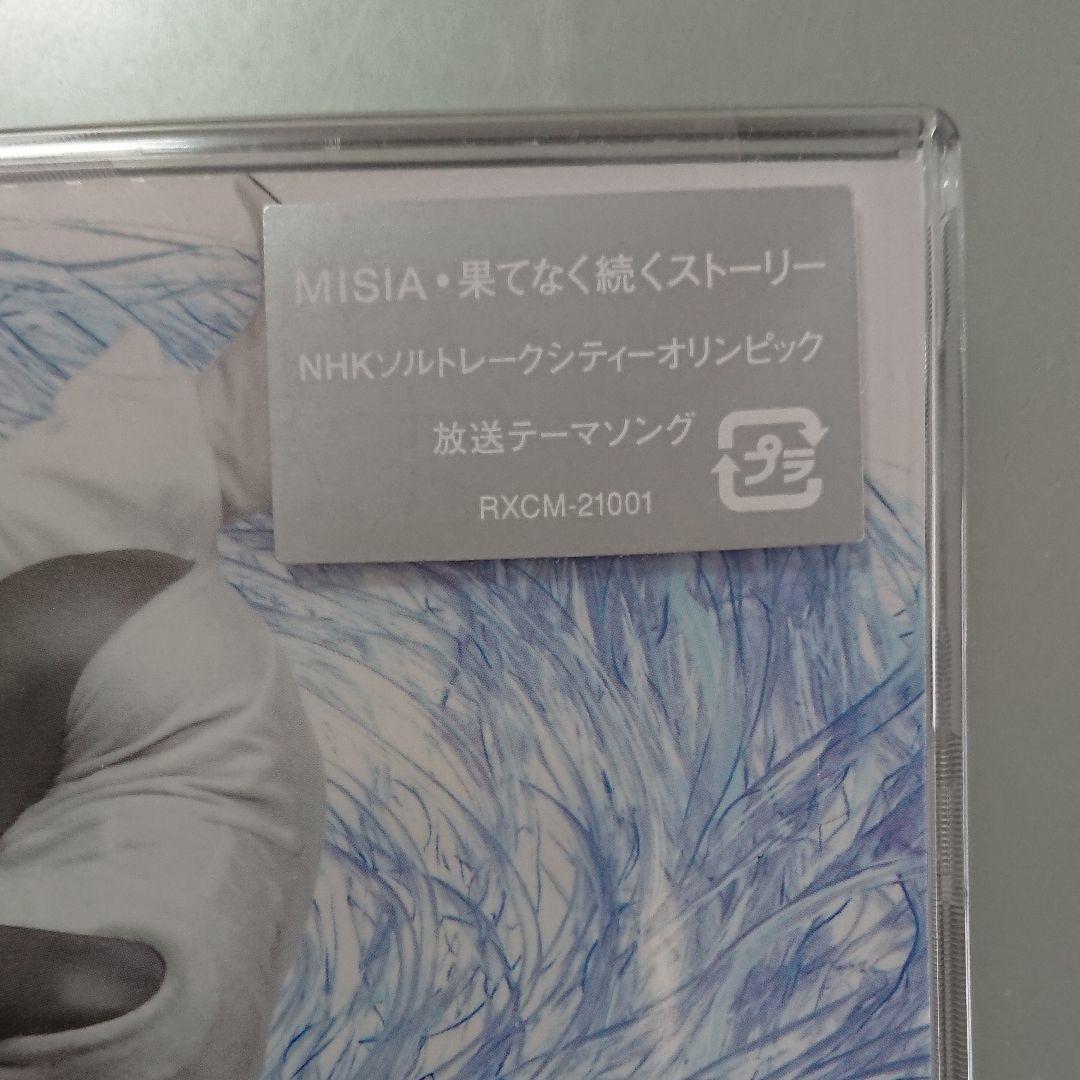 MISIA・果てなく続くストーリー
NHKソルトレークシティーオリンピック
放送テーマソング
プラ
RXCM-21001